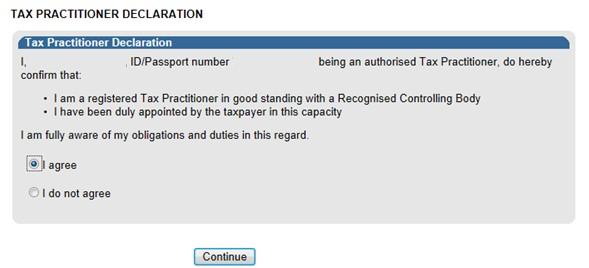 TAX PRACTITIONER DECLARATION
Tax Practitioner Declaration
I, , ID/Passport number being an authorised Tax Practitioner, do hereby
confirm that:
• I am a registered Tax Practitioner in good standing with a Recognised Controlling Body
• I have been duly appointed by the taxpayer in this capacity
I am fully aware of my obligations and duties in this regard.
I agree
I do not agree
Continue